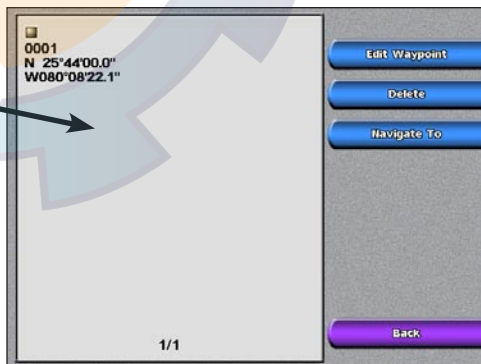 0001
N 25°44'00.0"
W080°08'22.1"
1/1
Edit Waypoint
Delete
Navigate To
Back